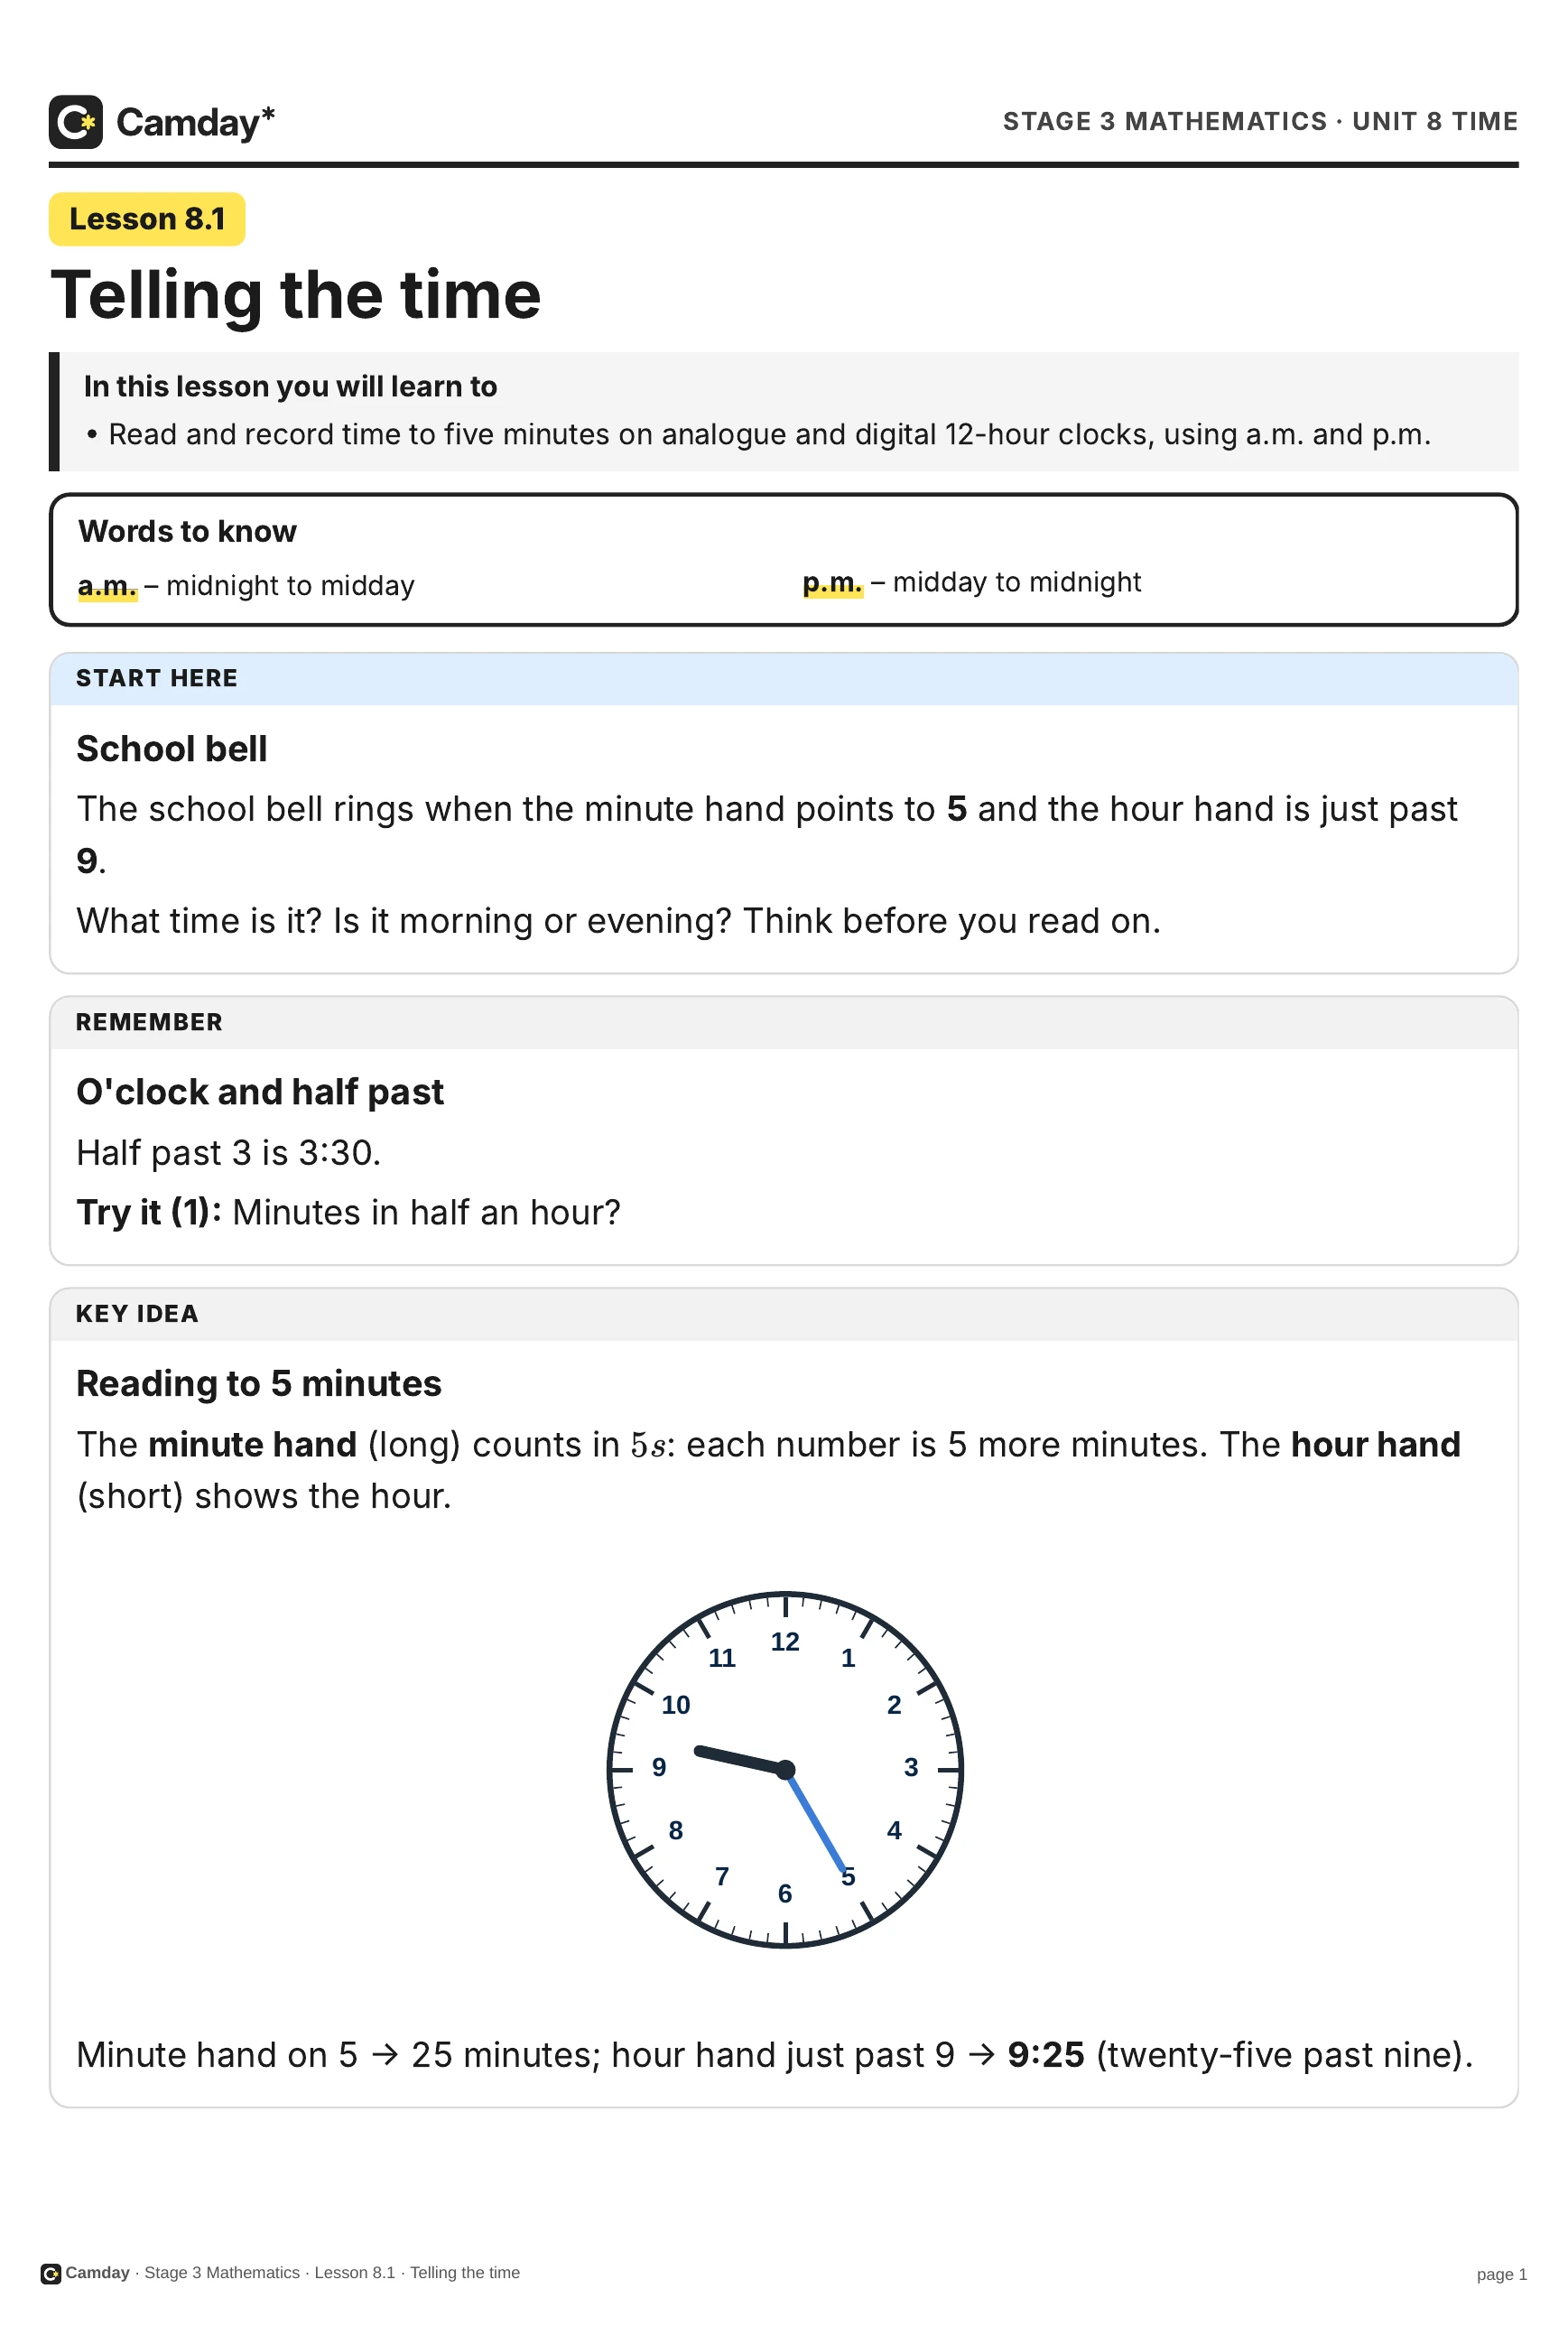 Camday*
STAGE 3 MATHEMATICS · UNIT 8 TIME
Lesson 8.1
Telling the time
In this lesson you will learn to
• Read and record time to five minutes on analogue and digital 12-hour clocks, using a.m. and p.m.
Words to know
a.m. – midnight to midday
p.m. – midday to midnight
START HERE
School bell
The school bell rings when the minute hand points to 5 and the hour hand is just past
9.
What time is it? Is it morning or evening? Think before you read on.
REMEMBER
O'clock and half past
Half past 3 is 3:30.
Try it (1): Minutes in half an hour?
KEY IDEA
Reading to 5 minutes
The minute hand (long) counts in 5s: each number is 5 more minutes. The hour hand
(short) shows the hour.
12
11
1
10
2
9
3
8
4
7
5
6
Minute hand on 5 → 25 minutes; hour hand just past 9 → 9:25 (twenty-five past nine).
Camday · Stage 3 Mathematics · Lesson 8.1 · Telling the time
page 1